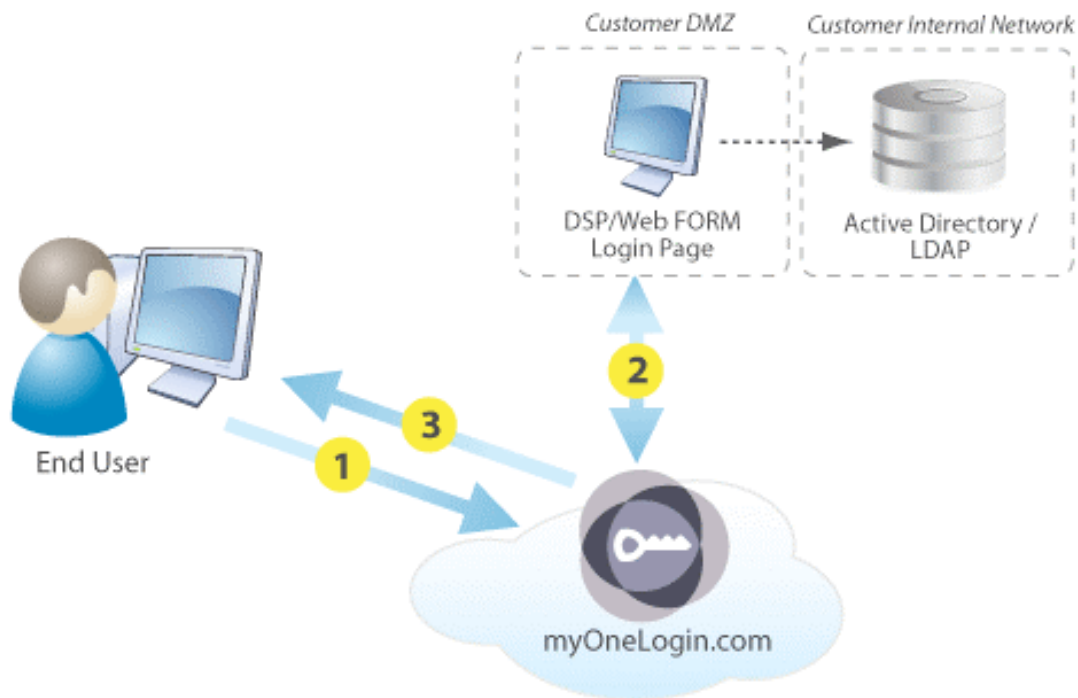 Customer DMZ
Customer Internal Network
DSP/Web FORM
Login Page
Active Directory /
LDAP
2
3
1
End User
myOneLogin.com